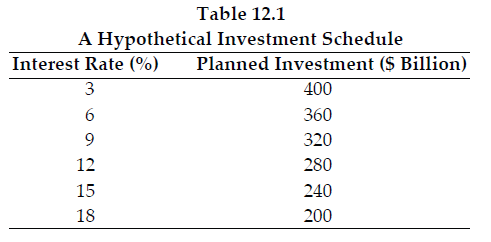 Table 12.1
A Hypothetical Investment Schedule
Interest Rate (%) Planned Investment ($ Billion)
3 400
6 360
9 320
12 280
15 240
18 200